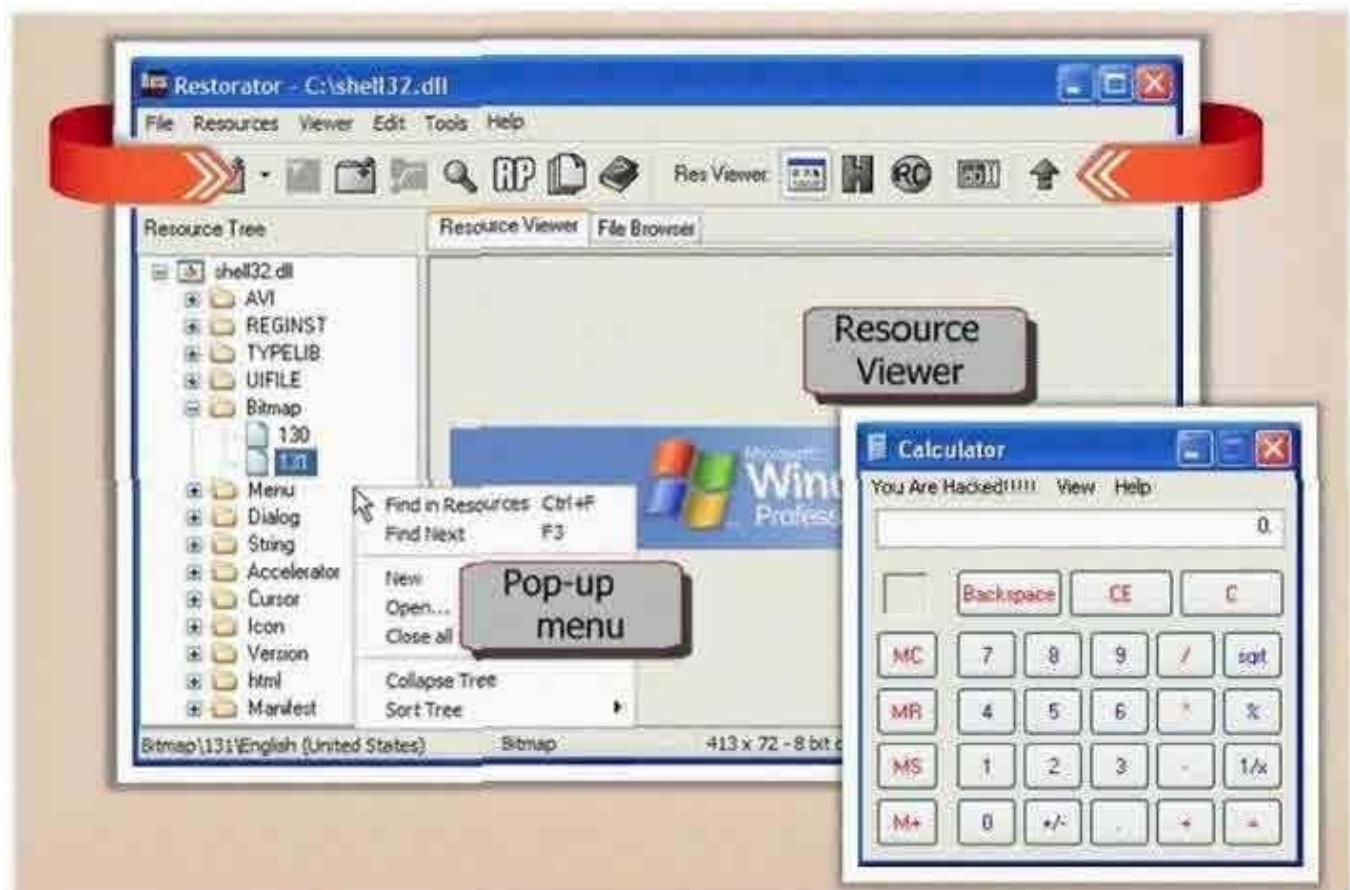 Restorator - C:\shell32.dll
File Resources Viewer Edit Tools Help
Res Viewer:
RC
Resource Tree
Resource Viewer File Browser
shell32.dll
AVI
REGINST
TYPELIB
UIFILE
Bitmap
130
131
Menu
Dialog
String
Accelerator
Cursor
Icon
Version
html
Manifest
Resource
Viewer
Microsoft
Find in Resources Ctrl+F
Find Next F3
New
Open...
Close all
Collapse Tree
Sort Tree
Pop-up
menu
Bitmap\131\English (United States) Bitmap 413 x 72 - 8 bit
Calculator
You Are Hacked!!!!! View Help
0.
Backspace CE C
MC 7 8 9 / sqrt
MR 4 5 6 * %
MS 1 2 3 - 1/x
M+ 0 +/- . + =